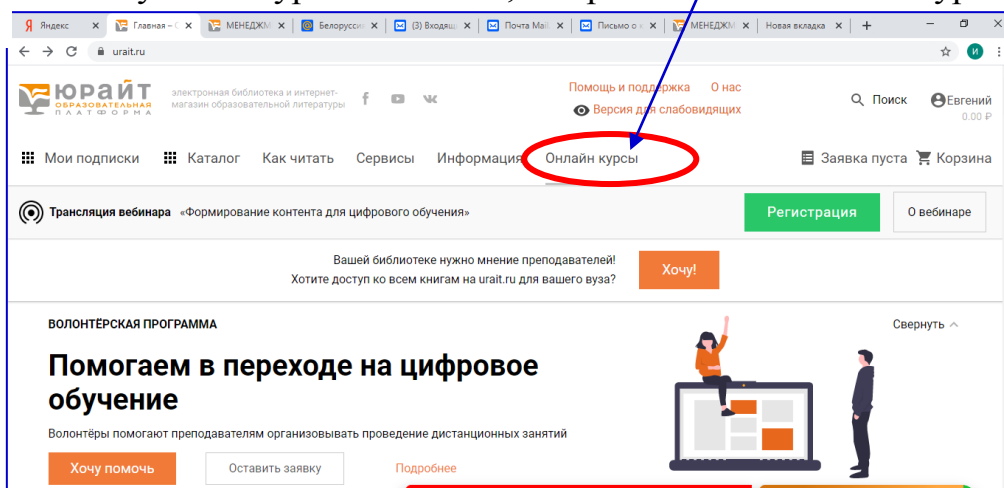 Яндекс
Главная – С
МЕНЕДЖМ
Белорусси
(3) Входящ
Почта Mail.
Письмо о
МЕНЕДЖМ
Новая вкладка
urait.ru
И
ЮРАЙТ
ОБРАЗОВАТЕЛЬНАЯ
ПЛАТФОРМА
электронная библиотека и интернет-
магазин образовательной литературы
Помощь и поддержка О нас
Версия для слабовидящих
Поиск
Евгений
0.00 ₽
Мои подписки Каталог Как читать Сервисы Информация Онлайн курсы Заявка пуста Корзина
Трансляция вебинара «Формирование контента для цифрового обучения»
Регистрация
О вебинаре
Вашей библиотеке нужно мнение преподавателей!
Хотите доступ ко всем книгам на urait.ru для вашего вуза?
Хочу!
ВОЛОНТЁРСКАЯ ПРОГРАММА
Свернуть
Помогаем в переходе на цифровое
обучение
Волонтёры помогают преподавателям организовывать проведение дистанционных занятий
Хочу помочь
Оставить заявку
Подробнее